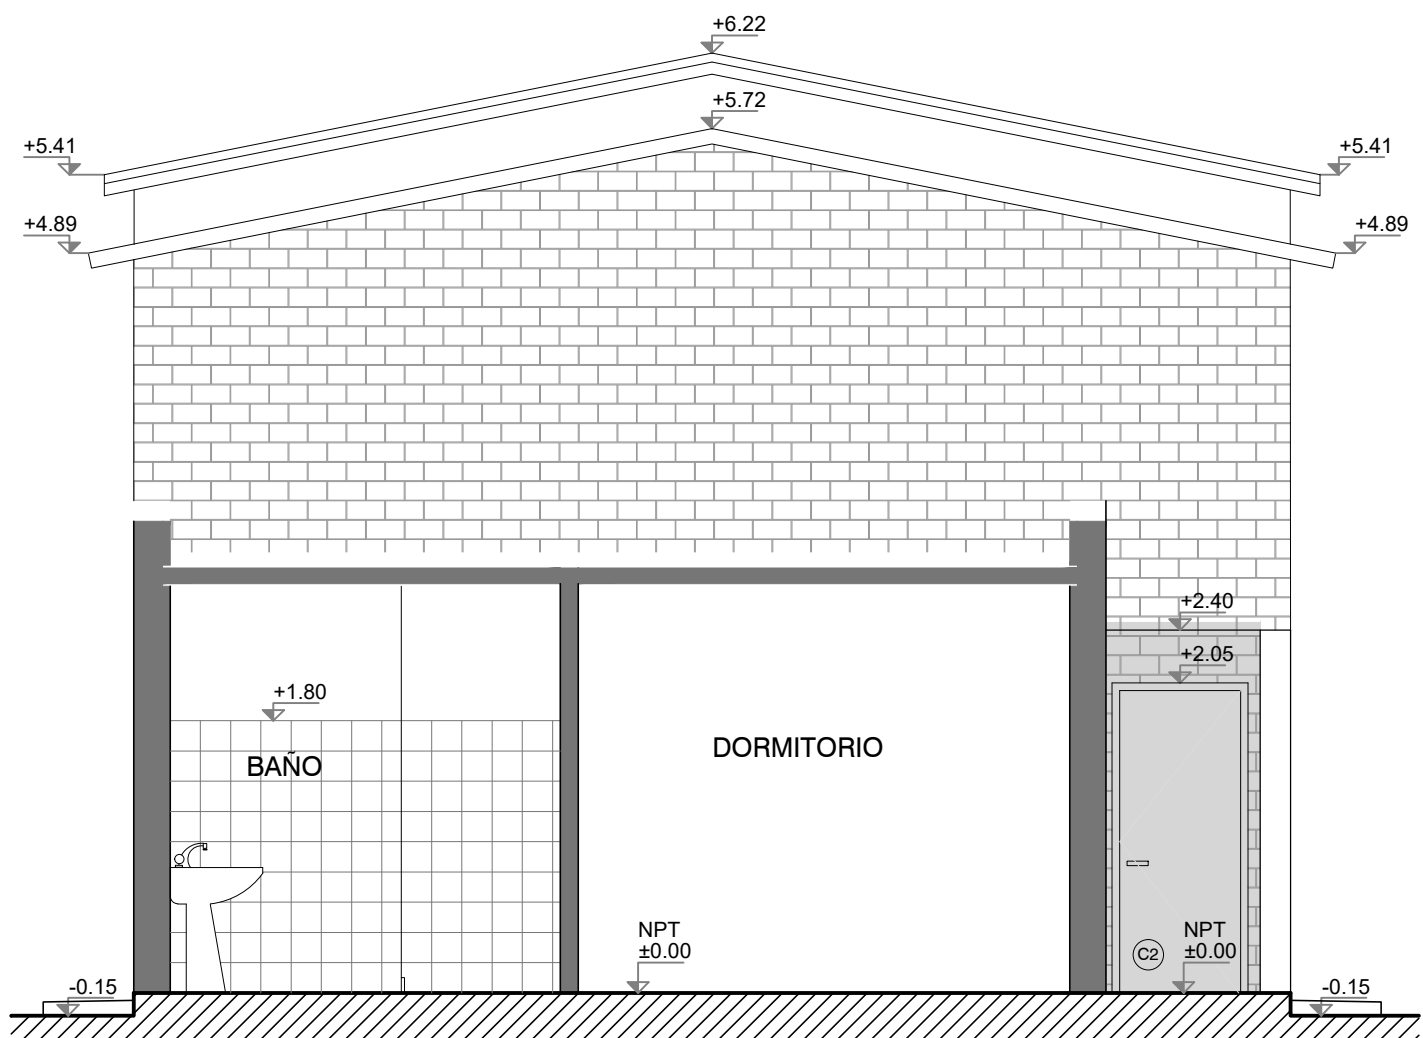 +6.22
+5.72
+5.41
+5.41
+4.89
+4.89
+2.40
+2.05
+1.80
BAÑO
DORMITORIO
NPT
±0.00
NPT
±0.00
C2
-0.15
-0.15